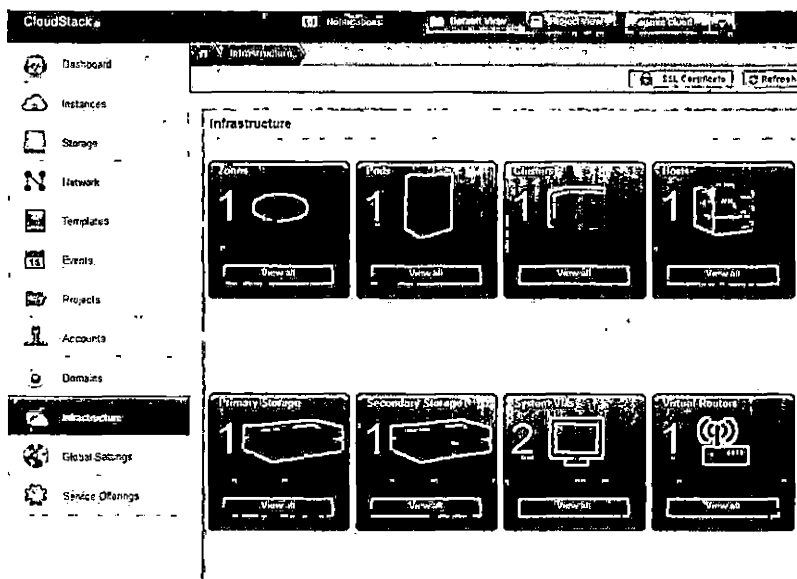 CloudStack
Notifications
Default View
Project View
Infrastructure
SSL Certificate
Refresh
Dashboard
Instances
Storage
Network
Templates
Events
Projects
Accounts
Domains
Infrastructure
Global Settings
Service Offerings
Infrastructure
Zones
1
View all
Pods
1
View all
Clusters
1
View all
Hosts
1
View all
Primary Storage
1
View all
Secondary Storage
1
View all
System VMs
2
View all
Virtual Routers
1
View all